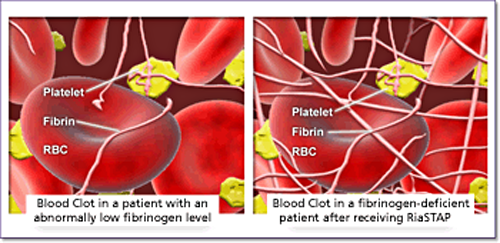 Platelet
Fibrin
RBC
Blood Clot in a patient with an
abnormally low fibrinogen level
Platelet
Fibrin
RBC
Blood Clot in a fibrinogen-deficient
patient after receiving RiaSTAP